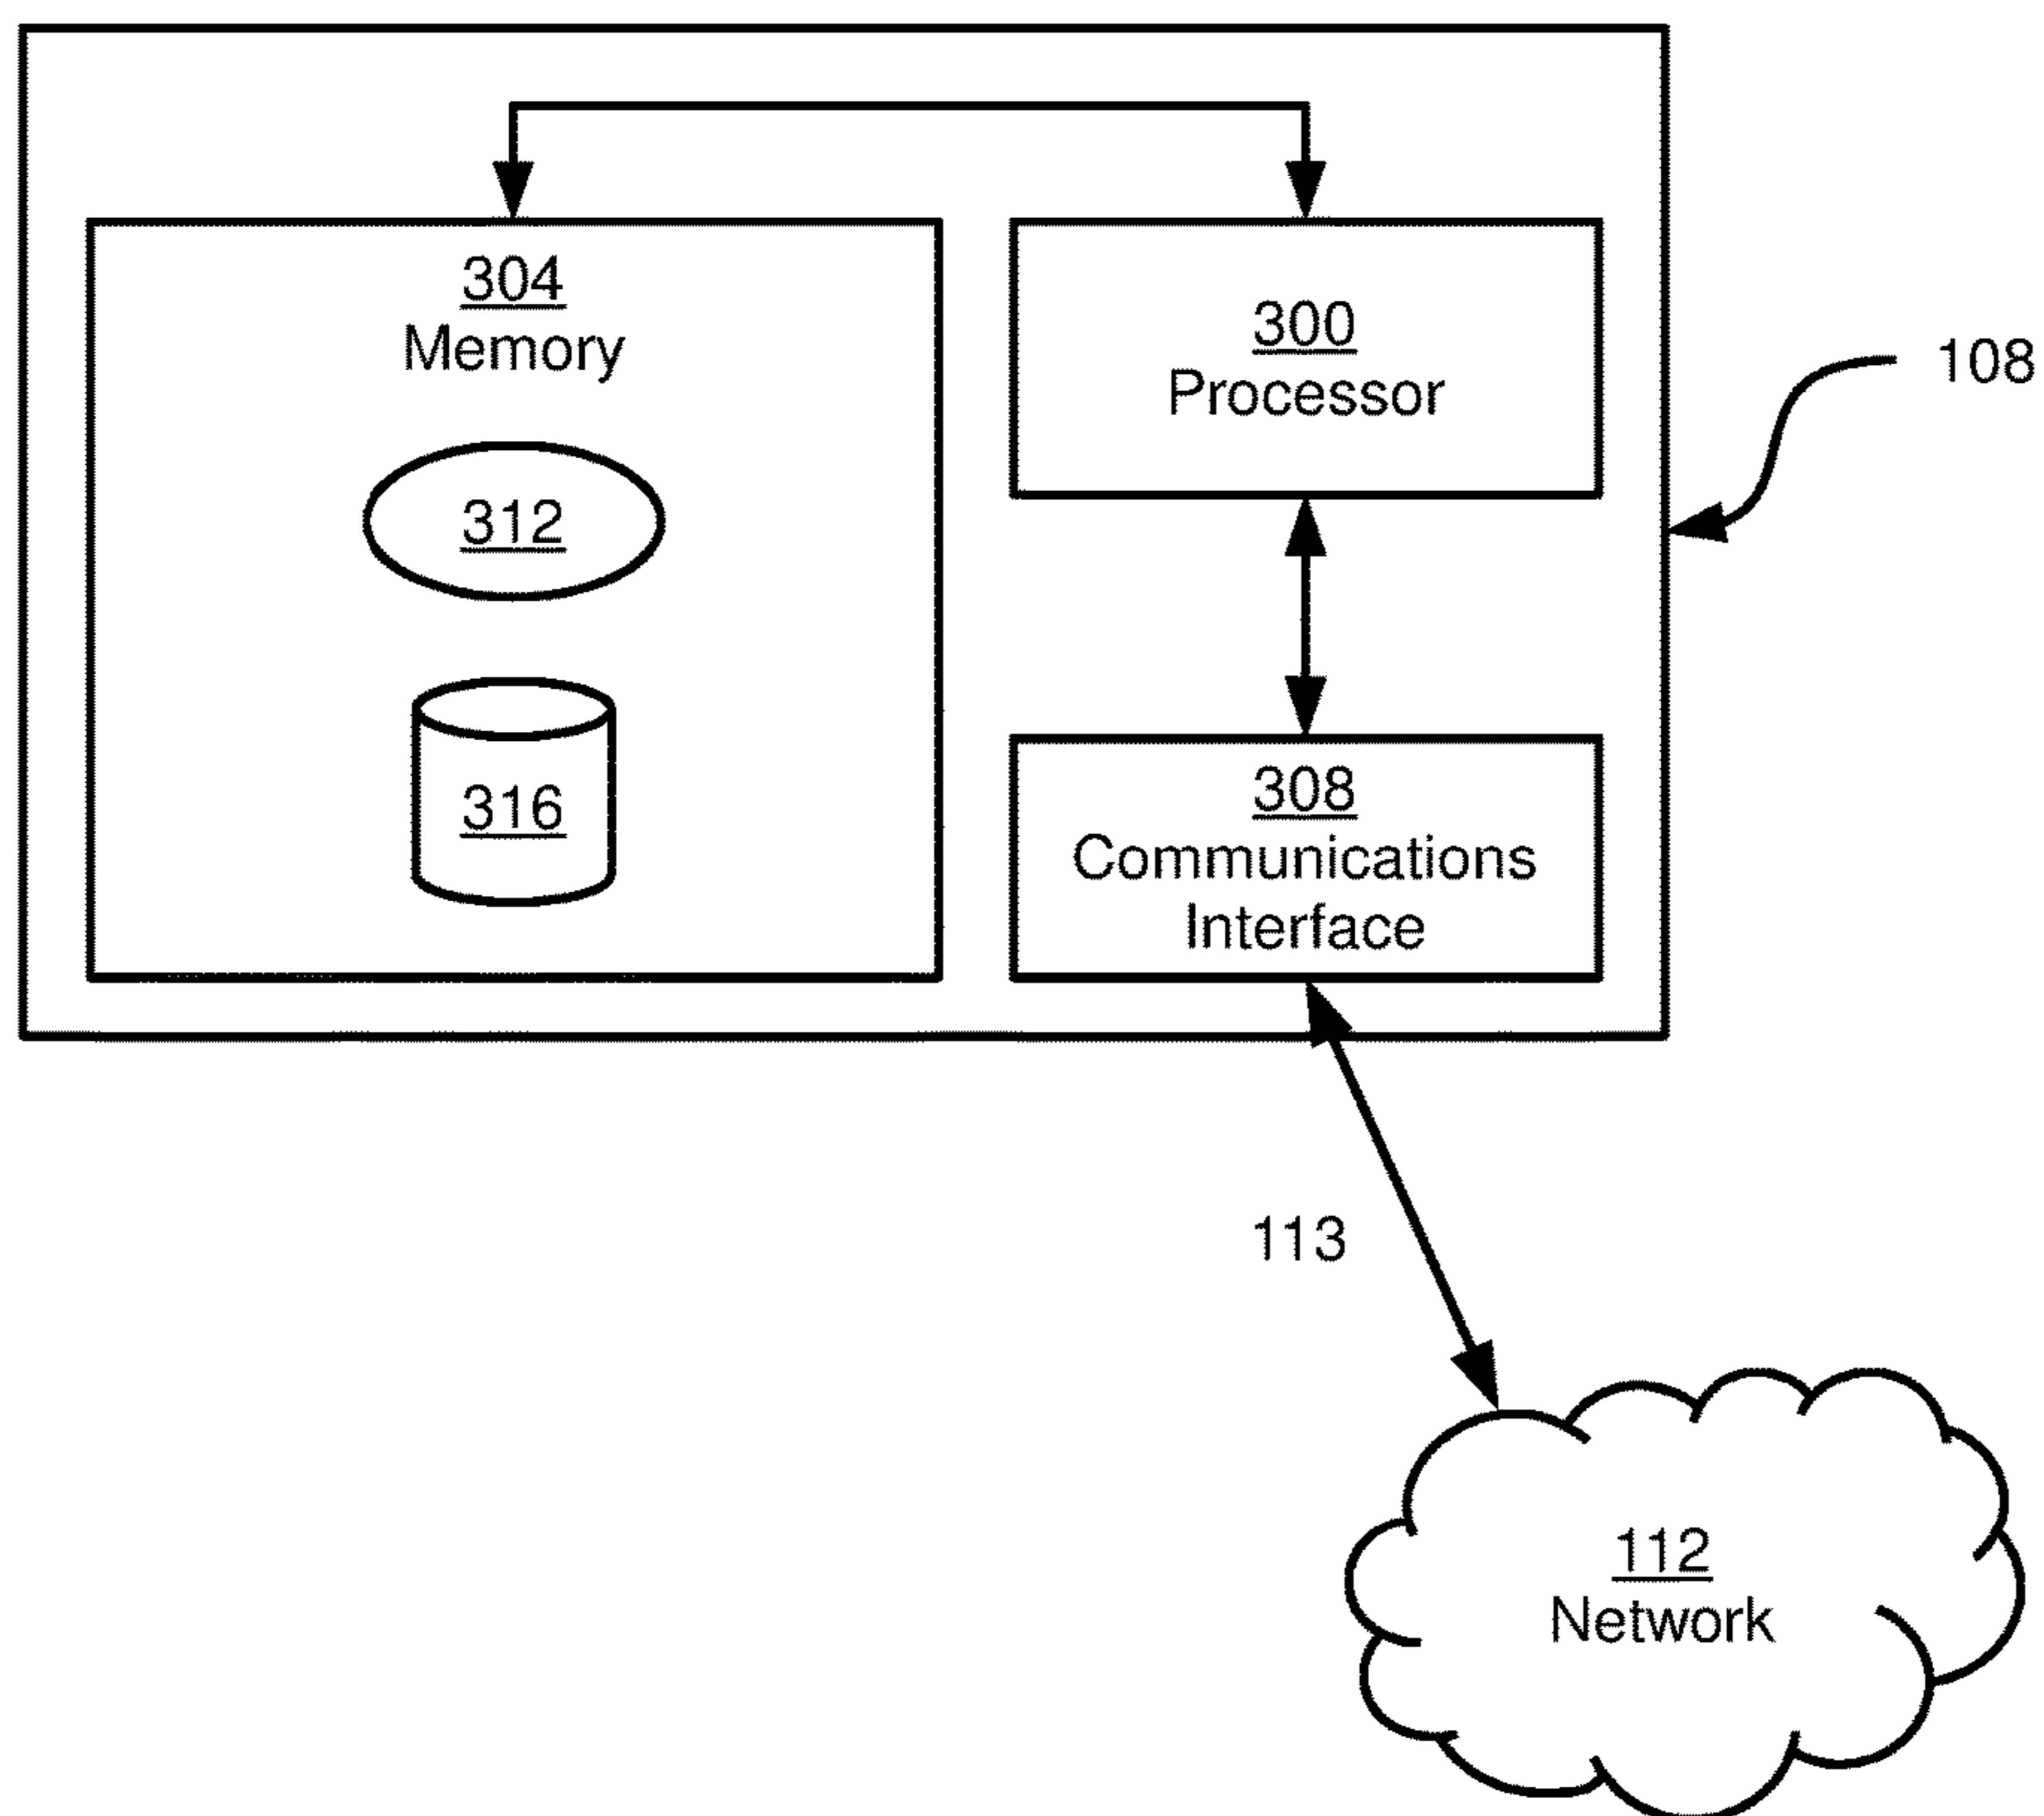 304
Memory
312
316
300
Processor
308
Communications
Interface
108
113
112
Network